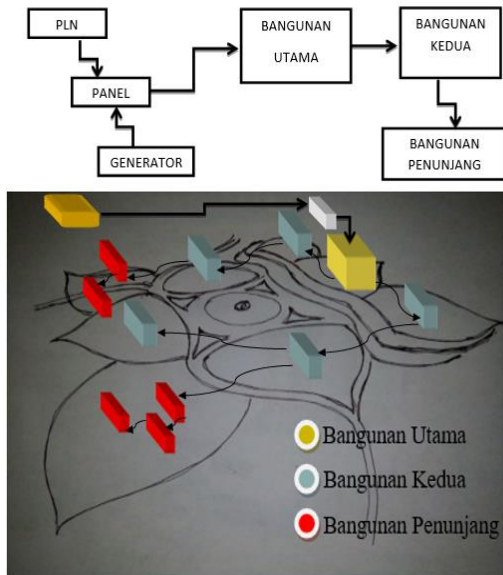 PLN
PANEL
GENERATOR
BANGUNAN
UTAMA
BANGUNAN
KEDUA
BANGUNAN
PENUNJANG
Bangunan Utama
Bangunan Kedua
Bangunan Penunjang